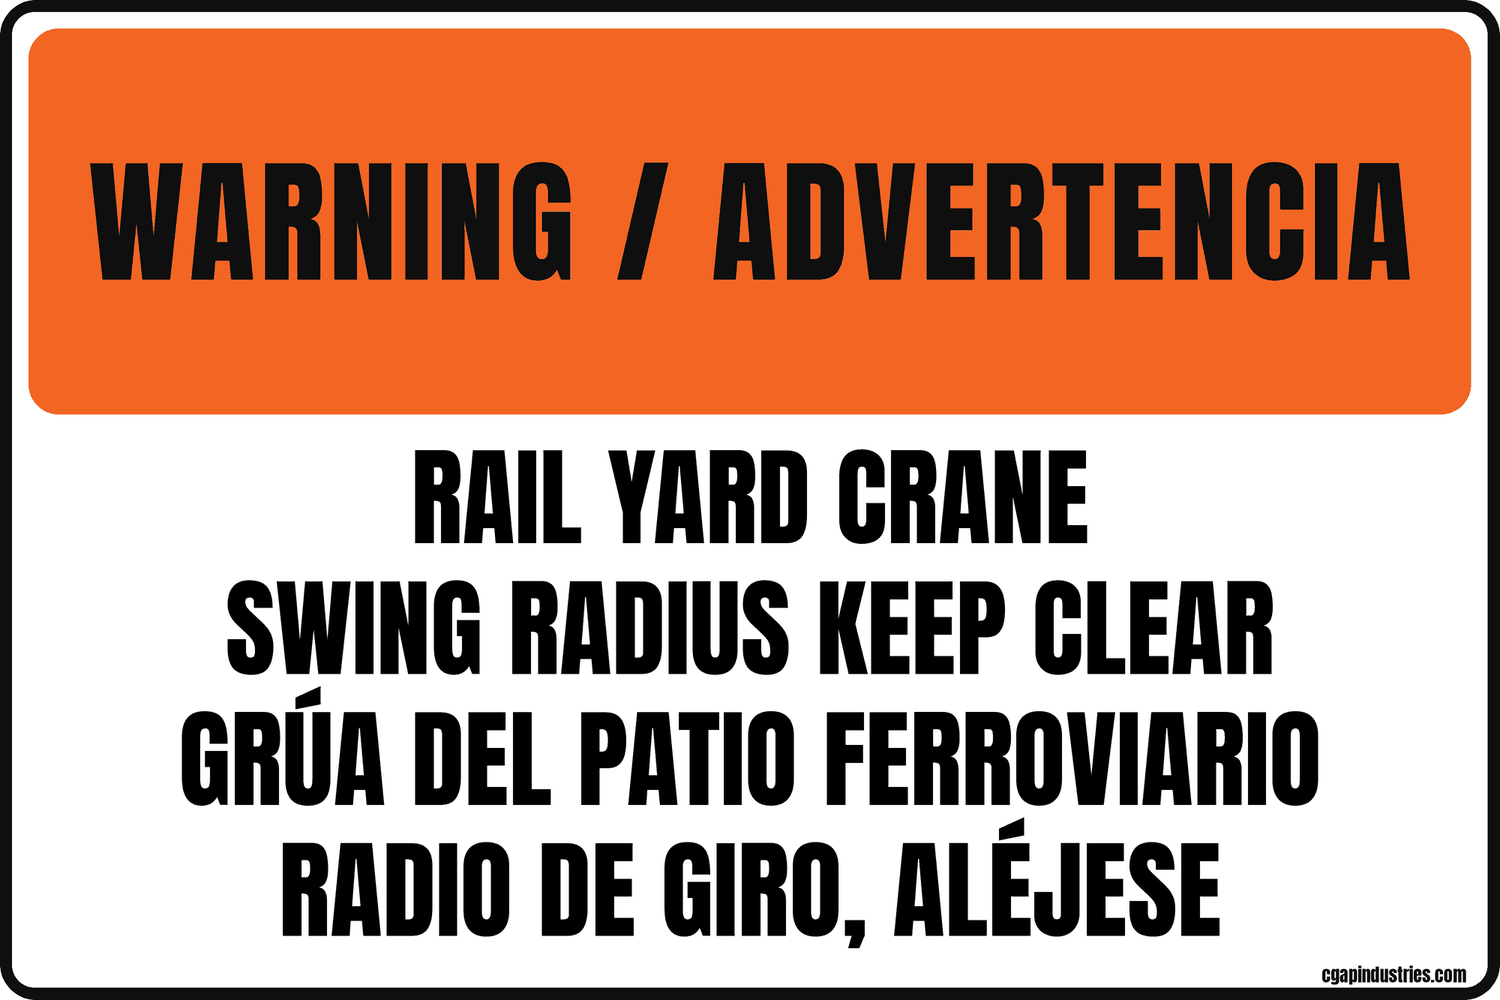 WARNING / ADVERTENCIA
RAIL YARD CRANE
SWING RADIUS KEEP CLEAR
GRÚA DEL PATIO FERROVIARIO
RADIO DE GIRO, ALÉJESE
cgapindustries.com